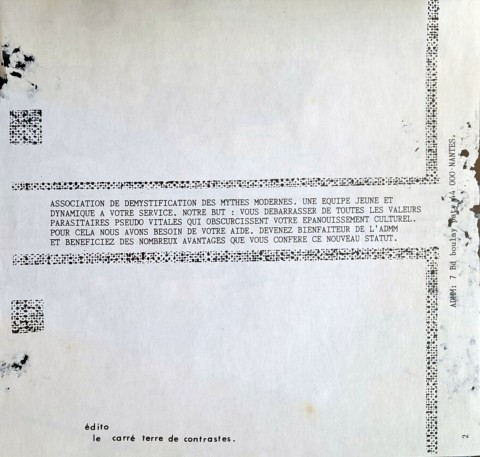 ASSOCIATION DE DEMYSTIFICATION DES MYTHES MODERNES. UNE EQUIPE JEUNE ET
DYNAMIQUE A VOTRE SERVICE. NOTRE BUT : VOUS DEBARRASSER DE TOUTES LES VALEURS
PARASITAIRES PSEUDO VITALES QUI OBSCURCISSENT VOTRE EPANOUISSEMENT CULTUREL.
POUR CELA NOUS AVONS BESOIN DE VOTRE AIDE. DEVENEZ BIENFAITEUR DE L'ADMM
ET BENEFICIEZ DES NOMBREUX AVANTAGES QUE VOUS CONFERE CE NOUVEAU STATUT.
ADMM: 7 Bd boulay 44 000 NANTES.
édito
le carré terre de contrastes.
2